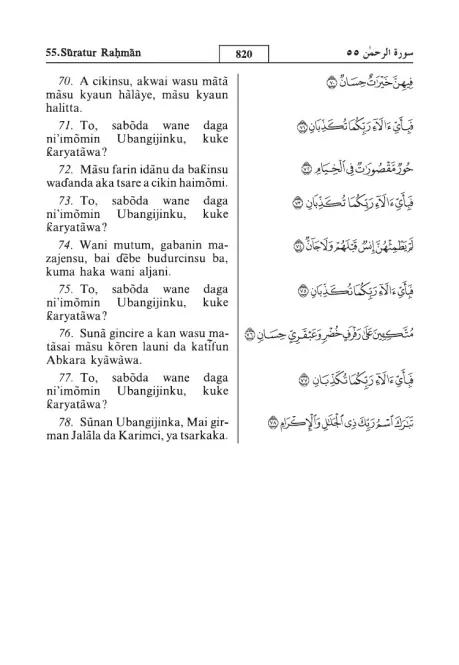 55.Sūratur Raḥmān 820 سورة الرحمٰن ٥٥
70. A cikinsu, akwai wasu mātā
māsu kyaun hālāye, māsu kyaun
halitta.
71. To, sabōda wane daga
ni'imōmin Ubangijinku, kuke
ƙaryatāwa?
72. Māsu farin idānu da baƙinsu
waɗanda aka tsare a cikin haimōmi.
73. To, sabōda wane daga
ni'imōmin Ubangijinku, kuke
ƙaryatāwa?
74. Wani mutum, gabanin ma-
zajensu, bai ɗēbe budurcinsu ba,
kuma haka wani aljani.
75. To, sabōda wane daga
ni'imōmin Ubangijinku, kuke
ƙaryatāwa?
76. Sunā gincire a kan wasu ma-
tāsai māsu kōren launi da katīfun
Abkara kyāwāwa.
77. To, sabōda wane daga
ni'imōmin Ubangijinku, kuke
ƙaryatāwa?
78. Sūnan Ubangijinka, Mai gir-
man Jalāla da Karimci, ya tsarkaka.
فِيهِنَّ خَيْرَٰتٌ حِسَانٌ ۝٧٠
فَبِأَيِّ ءَالَآءِ رَبِّكُمَا تُكَذِّبَانِ ۝٧١
حُورٌ مَّقْصُورَٰتٌ فِي ٱلْخِيَامِ ۝٧٢
فَبِأَيِّ ءَالَآءِ رَبِّكُمَا تُكَذِّبَانِ ۝٧٣
لَمْ يَطْمِثْهُنَّ إِنسٌ قَبْلَهُمْ وَلَا جَآنٌّ ۝٧٤
فَبِأَيِّ ءَالَآءِ رَبِّكُمَا تُكَذِّبَانِ ۝٧٥
مُتَّكِـِٔينَ عَلَىٰ رَفْرَفٍ خُضْرٍ وَعَبْقَرِيٍّ حِسَانٍ ۝٧٦
فَبِأَيِّ ءَالَآءِ رَبِّكُمَا تُكَذِّبَانِ ۝٧٧
تَبَٰرَكَ ٱسْمُ رَبِّكَ ذِي ٱلْجَلَٰلِ وَٱلْإِكْرَامِ ۝٧٨